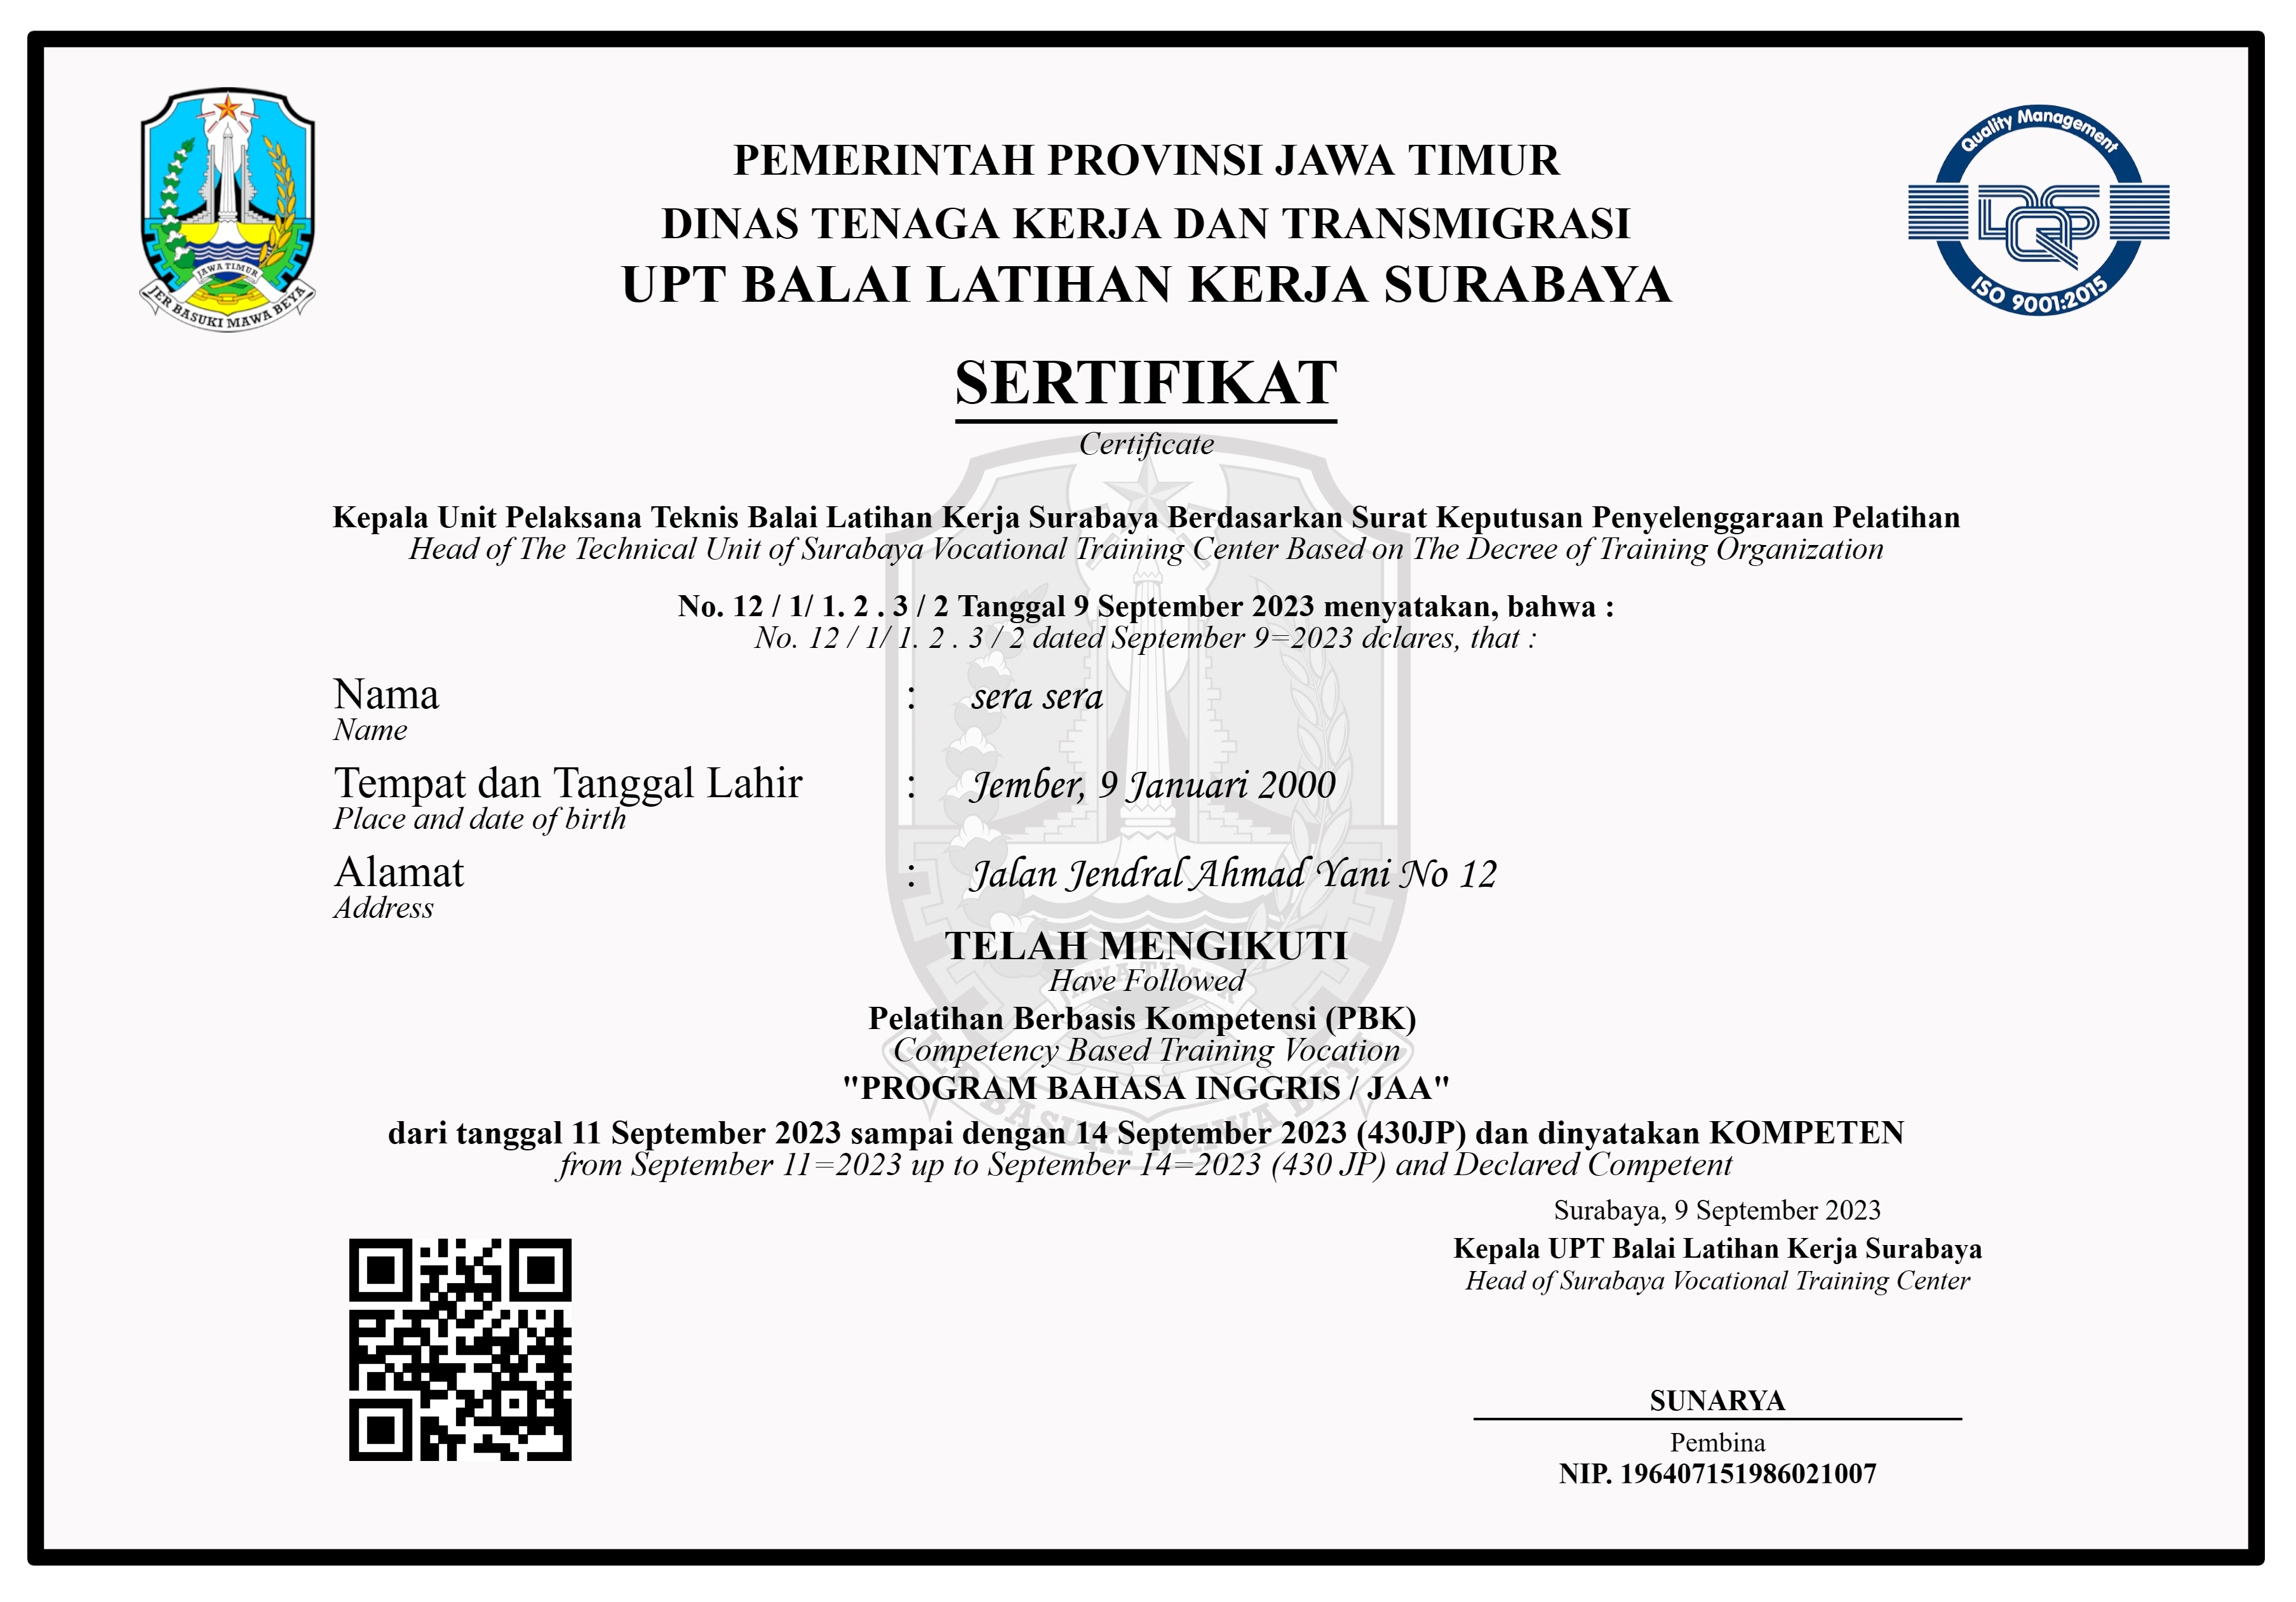 PEMERINTAH PROVINSI JAWA TIMUR
DINAS TENAGA KERJA DAN TRANSMIGRASI
UPT BALAI LATIHAN KERJA SURABAYA
JAWA TIMUR
JER BASUKI MAWA BEYA
Quality Management
DQS
ISO 9001:2015
SERTIFIKAT
Certificate
Kepala Unit Pelaksana Teknis Balai Latihan Kerja Surabaya Berdasarkan Surat Keputusan Penyelenggaraan Pelatihan
Head of The Technical Unit of Surabaya Vocational Training Center Based on The Decree of Training Organization
No. 12 / 1/ 1. 2 . 3 / 2 Tanggal 9 September 2023 menyatakan, bahwa :
No. 12 / 1/ 1. 2 . 3 / 2 dated September 9=2023 dclares, that :
Nama : sera sera
Name
Tempat dan Tanggal Lahir : Jember, 9 Januari 2000
Place and date of birth
Alamat : Jalan Jendral Ahmad Yani No 12
Address
TELAH MENGIKUTI
Have Followed
Pelatihan Berbasis Kompetensi (PBK)
Competency Based Training Vocation
"PROGRAM BAHASA INGGRIS / JAA"
dari tanggal 11 September 2023 sampai dengan 14 September 2023 (430JP) dan dinyatakan KOMPETEN
from September 11=2023 up to September 14=2023 (430 JP) and Declared Competent
JAWA TIMUR
JER BASUKI MAWA BEYA
Surabaya, 9 September 2023
Kepala UPT Balai Latihan Kerja Surabaya
Head of Surabaya Vocational Training Center
SUNARYA
Pembina
NIP. 196407151986021007